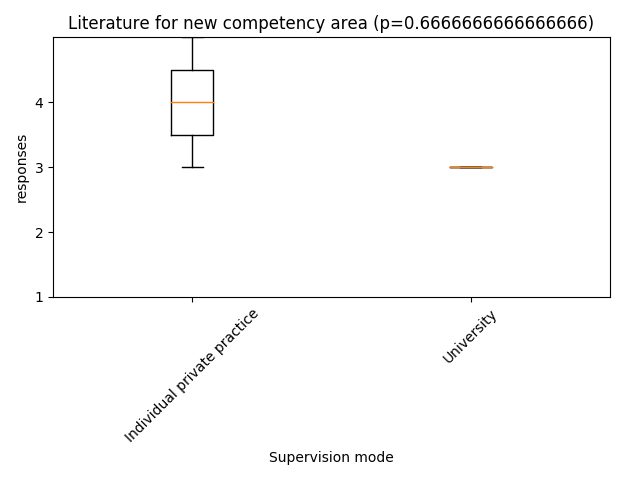 Literature for new competency area (p=0.6666666666666666)
responses
4
3
2
1
Individual private practice
University
Supervision mode